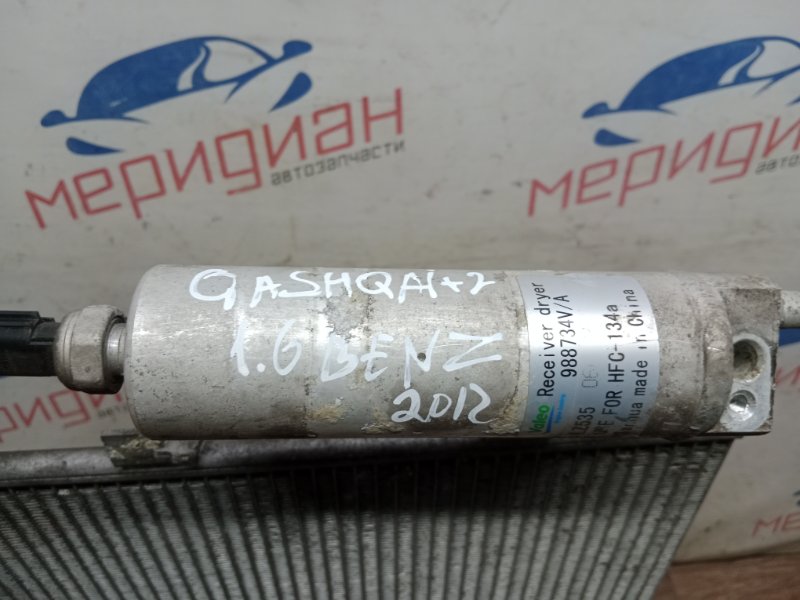 меридиан
автозапчасти
меридиан
автозапчасти
QASHQAI+2
1.6 BENZ
2012
Valeo Receiver dryer
988734V/A
FOR HFC-134a
made in China